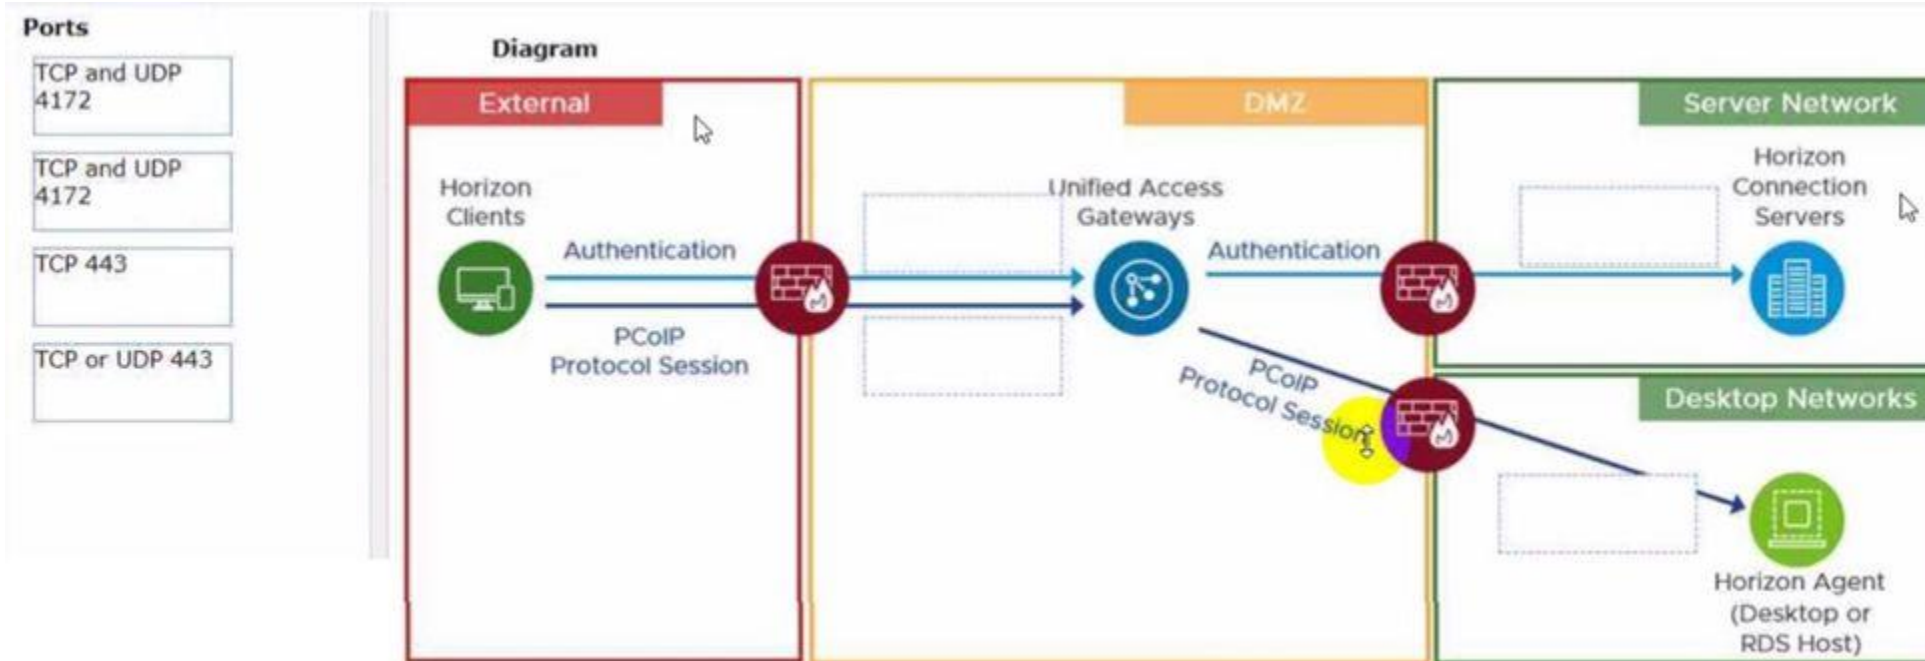 Ports
TCP and UDP
4172
TCP and UDP
4172
TCP 443
TCP or UDP 443
Diagram
External
DMZ
Server Network
Horizon
Clients
Authentication
PCoIP
Protocol Session
Unified Access
Gateways
Authentication
PCoIP
Protocol Session
Horizon
Connection
Servers
Desktop Networks
Horizon Agent
(Desktop or
RDS Host)